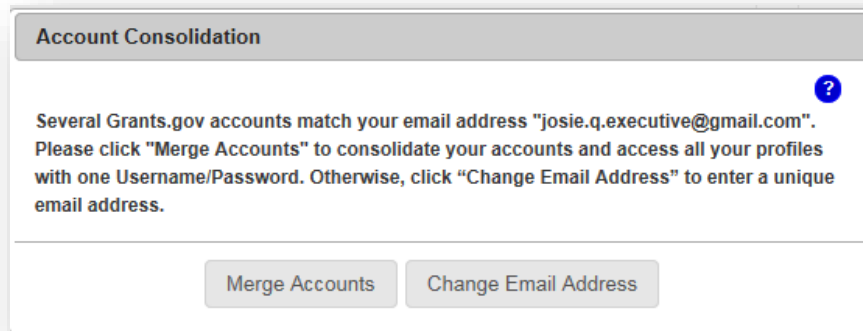 Account Consolidation
?
Several Grants.gov accounts match your email address "josie.q.executive@gmail.com".
Please click "Merge Accounts" to consolidate your accounts and access all your profiles
with one Username/Password. Otherwise, click “Change Email Address” to enter a unique
email address.
Merge Accounts Change Email Address